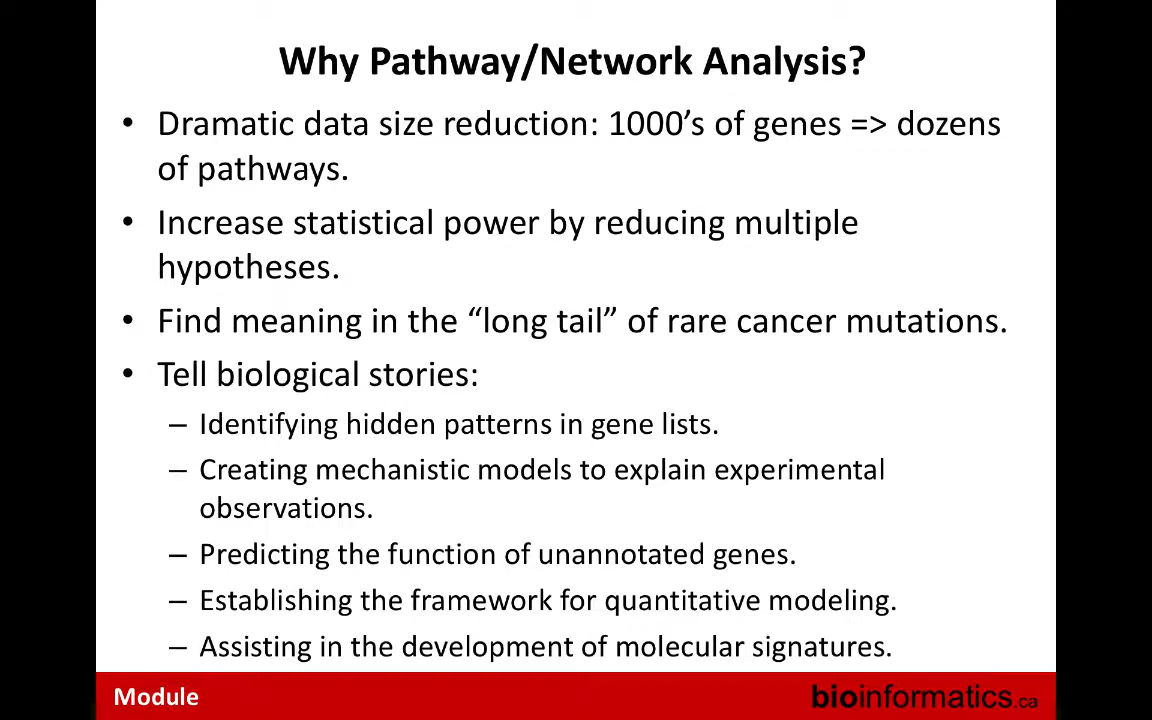 Why Pathway/Network Analysis?
• Dramatic data size reduction: 1000’s of genes => dozens
of pathways.
• Increase statistical power by reducing multiple
hypotheses.
• Find meaning in the “long tail” of rare cancer mutations.
• Tell biological stories:
– Identifying hidden patterns in gene lists.
– Creating mechanistic models to explain experimental
observations.
– Predicting the function of unannotated genes.
– Establishing the framework for quantitative modeling.
– Assisting in the development of molecular signatures.
Module
bioinformatics.ca